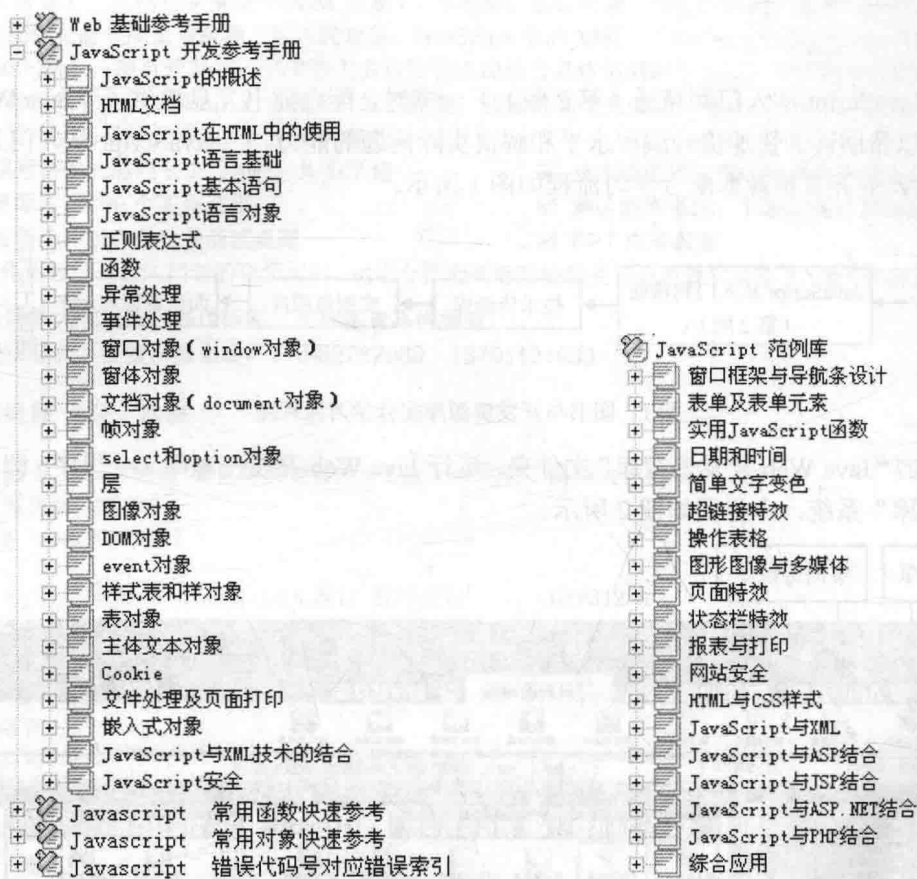 Web 基础参考手册
JavaScript 开发参考手册
JavaScript的概述
HTML文档
JavaScript在HTML中的使用
JavaScript语言基础
JavaScript基本语句
JavaScript语言对象
正则表达式
函数
异常处理
事件处理
窗口对象(window对象)
窗体对象
文档对象(document对象)
帧对象
select和option对象
层
图像对象
DOM对象
event对象
样式表和样对象
表对象
主体文本对象
Cookie
文件处理及页面打印
嵌入式对象
JavaScript与XML技术的结合
JavaScript安全
Javascript 常用函数快速参考
Javascript 常用对象快速参考
Javascript 错误代码号对应错误索引
JavaScript 范例库
窗口框架与导航条设计
表单及表单元素
实用JavaScript函数
日期和时间
简单文字变色
超链接特效
操作表格
图形图像与多媒体
页面特效
状态栏特效
报表与打印
网站安全
HTML与CSS样式
JavaScript与XML
JavaScript与ASP结合
JavaScript与JSP结合
JavaScript与ASP.NET结合
JavaScript与PHP结合
综合应用